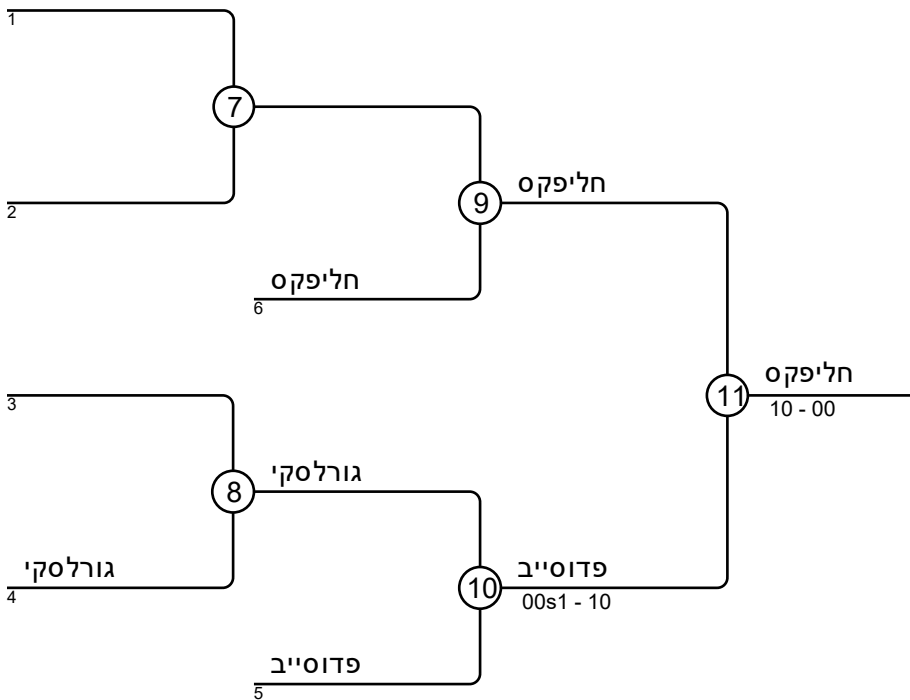 1
7
2
חליפקס
9
חליפקס
6
חליפקס
11
10 - 00
3
גורלסקי
8
גורלסקי
4
פדוסייב
10
00s1 - 10
פדוסייב
5